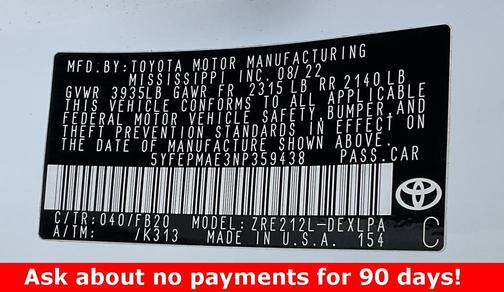 MFD.BY:TOYOTA MOTOR MANUFACTURING
MISSISSIPPI INC. 08/22
GVWR 3935LB GAWR FR 2315 LB RR 2140 LB
THIS VEHICLE CONFORMS TO ALL APPLICABLE
FEDERAL MOTOR VEHICLE SAFETY, BUMPER AND
THEFT PREVENTION STANDARDS IN EFFECT ON
THE DATE OF MANUFACTURE SHOWN ABOVE.
5YFEPMAE3NP359438 PASS.CAR
C/TR:040/FB20 MODEL:ZRE212L-DEXLPA
A/TM: /K313 MADE IN U.S.A. 154 C
Ask about no payments for 90 days!